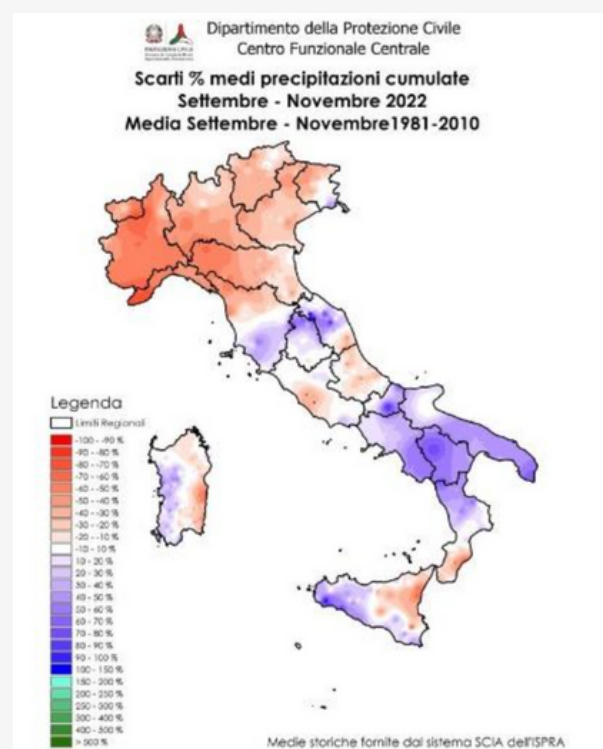 Dipartimento della Protezione Civile
Centro Funzionale Centrale
Scarti % medi precipitazioni cumulate
Settembre - Novembre 2022
Media Settembre - Novembre1981-2010
Legenda
Limiti Regionali
-100 - -90 %
-90 - -80 %
-80 - -70 %
-70 - -60 %
-60 - -50 %
-50 - -40 %
-40 - -30 %
-30 - -20 %
-20 - -10 %
-10 - 10 %
10 - 20 %
20 - 30 %
30 - 40 %
40 - 50 %
50 - 60 %
60 - 70 %
70 - 80 %
80 - 90 %
90 - 100 %
100 - 150 %
150 - 200 %
200 - 250 %
250 - 300 %
300 - 400 %
400 - 500 %
> 500 %
Medie storiche fornite dal sistema SCIA dell'ISPRA